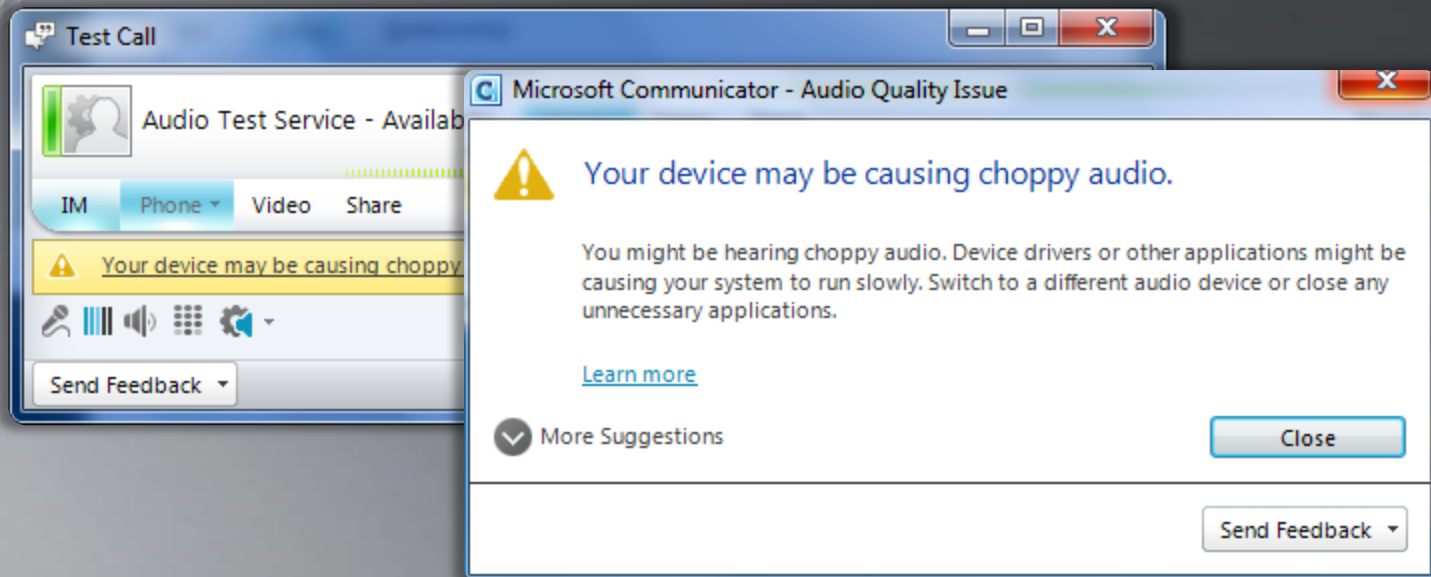 Test Call
Audio Test Service - Availab
IM Phone Video Share
Your device may be causing choppy
Send Feedback
Microsoft Communicator - Audio Quality Issue
Your device may be causing choppy audio.
You might be hearing choppy audio. Device drivers or other applications might be
causing your system to run slowly. Switch to a different audio device or close any
unnecessary applications.
Learn more
More Suggestions
Close
Send Feedback